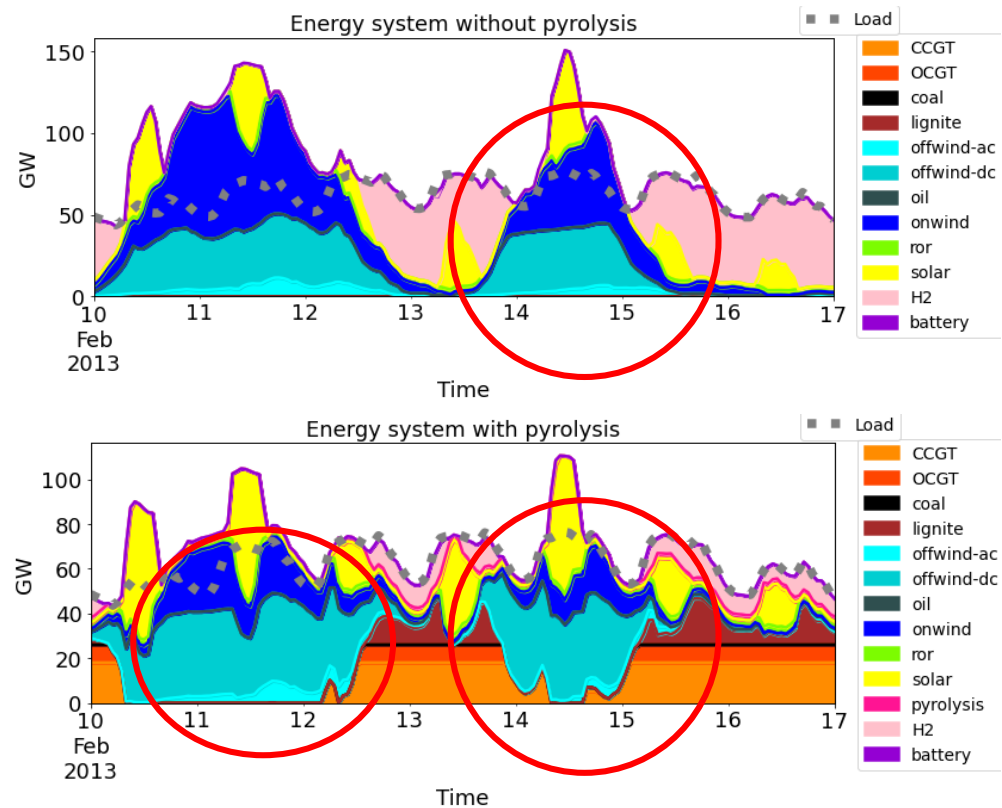 Energy system without pyrolysis
Load
150
100
50
0
GW
10
11
12
13
14
15
16
17
Feb
2013
Time
CCGT
OCGT
coal
lignite
offwind-ac
offwind-dc
oil
onwind
ror
solar
H2
battery
Energy system with pyrolysis
Load
100
80
60
40
20
0
GW
10
11
12
13
14
15
16
17
Feb
2013
Time
CCGT
OCGT
coal
lignite
offwind-ac
offwind-dc
oil
onwind
ror
solar
pyrolysis
H2
battery